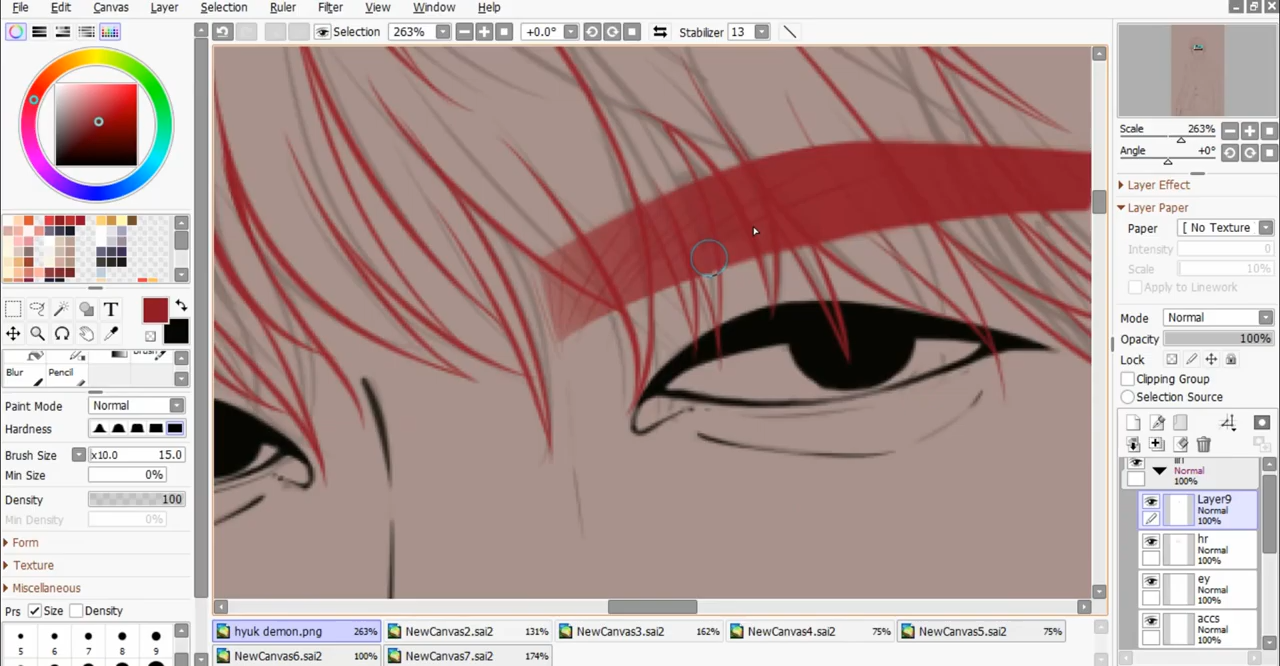 File Edit Canvas Layer Selection Ruler Filter View Window Help
Selection 263% +0.0° Stabilizer 13
Scale 263%
Angle +0°
Layer Effect
Layer Paper
Paper [ No Texture
Intensity 0
Scale 10%
Apply to Linework
Mode Normal
Opacity 100%
Lock
Clipping Group
Selection Source
Normal
100%
Layer9
Normal
100%
hr
Normal
100%
ey
Normal
100%
accs
Normal
100%
T
Blur Pencil
Paint Mode Normal
Hardness
Brush Size x10.0 15.0
Min Size 0%
Density 100
Min Density 0%
Form
Texture
Miscellaneous
Prs Size Density
5 6 7 8 9
hyuk demon.png 263% NewCanvas2.sai2 131% NewCanvas3.sai2 162% NewCanvas4.sai2 75% NewCanvas5.sai2 75%
NewCanvas6.sai2 100% NewCanvas7.sai2 174%